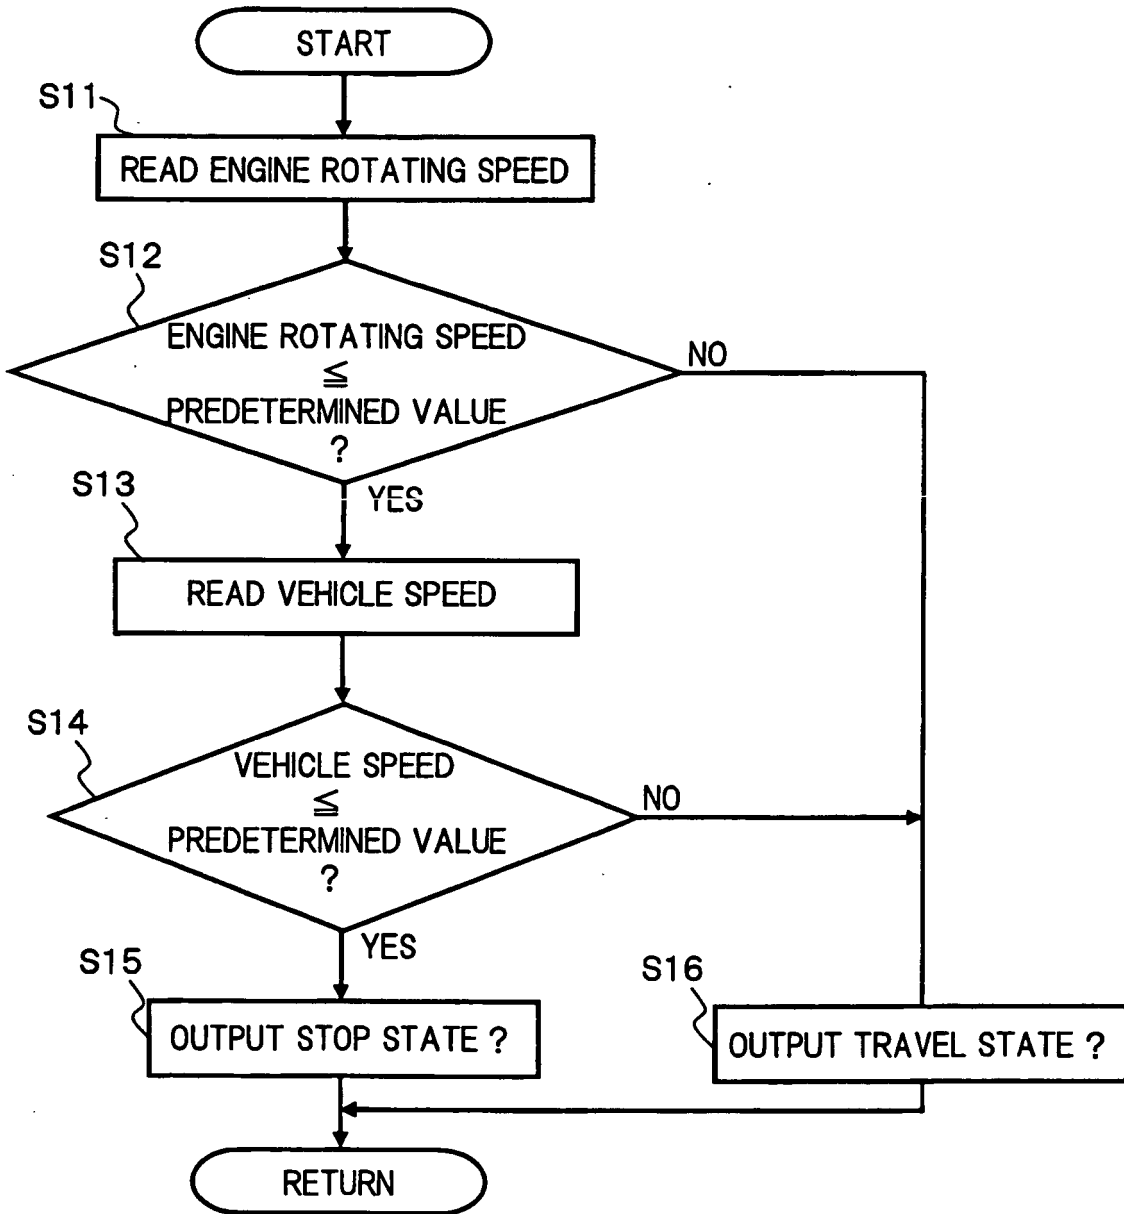 START
S11
READ ENGINE ROTATING SPEED
S12
ENGINE ROTATING SPEED
≦
PREDETERMINED VALUE
?
NO
YES
S13
READ VEHICLE SPEED
S14
VEHICLE SPEED
≦
PREDETERMINED VALUE
?
NO
YES
S15
OUTPUT STOP STATE ?
S16
OUTPUT TRAVEL STATE ?
RETURN